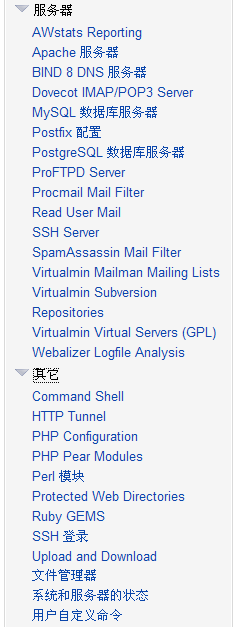 服务器
AWstats Reporting
Apache 服务器
BIND 8 DNS 服务器
Dovecot IMAP/POP3 Server
MySQL 数据库服务器
Postfix 配置
PostgreSQL 数据库服务器
ProFTPD Server
Procmail Mail Filter
Read User Mail
SSH Server
SpamAssassin Mail Filter
Virtualmin Mailman Mailing Lists
Virtualmin Subversion
Repositories
Virtualmin Virtual Servers (GPL)
Webalizer Logfile Analysis
其它
Command Shell
HTTP Tunnel
PHP Configuration
PHP Pear Modules
Perl 模块
Protected Web Directories
Ruby GEMS
SSH 登录
Upload and Download
文件管理器
系统和服务器的状态
用户自定义命令